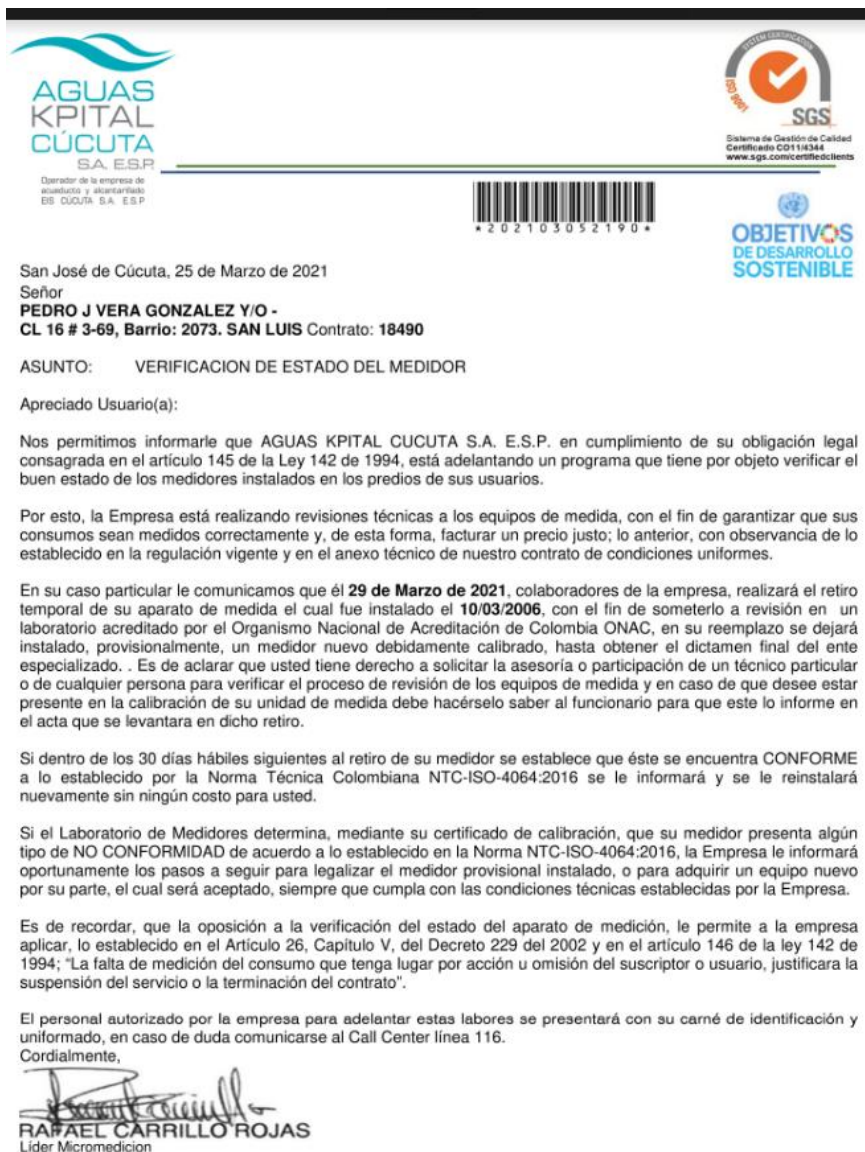 AGUAS
KPITAL
CÚCUTA
S.A. E.S.P.
Operador de la empresa de
acueducto y alcantarillado
EIS CÚCUTA S.A. E.S.P
SYSTEM CERTIFICATION
ISO 9001
SGS
Sistema de Gestión de Calidad
Certificado CO11/4344
www.sgs.com/certifiedclients
*202103052190*
OBJETIVOS
DE DESARROLLO
SOSTENIBLE
San José de Cúcuta, 25 de Marzo de 2021
Señor
PEDRO J VERA GONZALEZ Y/O -
CL 16 # 3-69, Barrio: 2073. SAN LUIS Contrato: 18490
ASUNTO: VERIFICACION DE ESTADO DEL MEDIDOR
Apreciado Usuario(a):
Nos permitimos informarle que AGUAS KPITAL CUCUTA S.A. E.S.P. en cumplimiento de su obligación legal
consagrada en el artículo 145 de la Ley 142 de 1994, está adelantando un programa que tiene por objeto verificar el
buen estado de los medidores instalados en los predios de sus usuarios.
Por esto, la Empresa está realizando revisiones técnicas a los equipos de medida, con el fin de garantizar que sus
consumos sean medidos correctamente y, de esta forma, facturar un precio justo; lo anterior, con observancia de lo
establecido en la regulación vigente y en el anexo técnico de nuestro contrato de condiciones uniformes.
En su caso particular le comunicamos que él 29 de Marzo de 2021, colaboradores de la empresa, realizará el retiro
temporal de su aparato de medida el cual fue instalado el 10/03/2006, con el fin de someterlo a revisión en un
laboratorio acreditado por el Organismo Nacional de Acreditación de Colombia ONAC, en su reemplazo se dejará
instalado, provisionalmente, un medidor nuevo debidamente calibrado, hasta obtener el dictamen final del ente
especializado. . Es de aclarar que usted tiene derecho a solicitar la asesoría o participación de un técnico particular
o de cualquier persona para verificar el proceso de revisión de los equipos de medida y en caso de que desee estar
presente en la calibración de su unidad de medida debe hacérselo saber al funcionario para que este lo informe en
el acta que se levantara en dicho retiro.
Si dentro de los 30 días hábiles siguientes al retiro de su medidor se establece que éste se encuentra CONFORME
a lo establecido por la Norma Técnica Colombiana NTC-ISO-4064:2016 se le informará y se le reinstalará
nuevamente sin ningún costo para usted.
Si el Laboratorio de Medidores determina, mediante su certificado de calibración, que su medidor presenta algún
tipo de NO CONFORMIDAD de acuerdo a lo establecido en la Norma NTC-ISO-4064:2016, la Empresa le informará
oportunamente los pasos a seguir para legalizar el medidor provisional instalado, o para adquirir un equipo nuevo
por su parte, el cual será aceptado, siempre que cumpla con las condiciones técnicas establecidas por la Empresa.
Es de recordar, que la oposición a la verificación del estado del aparato de medición, le permite a la empresa
aplicar, lo establecido en el Artículo 26, Capítulo V, del Decreto 229 del 2002 y en el artículo 146 de la ley 142 de
1994; "La falta de medición del consumo que tenga lugar por acción u omisión del suscriptor o usuario, justificara la
suspensión del servicio o la terminación del contrato".
El personal autorizado por la empresa para adelantar estas labores se presentará con su carné de identificación y
uniformado, en caso de duda comunicarse al Call Center línea 116.
Cordialmente,
RAFAEL CARRILLO ROJAS
Líder Micromedicion